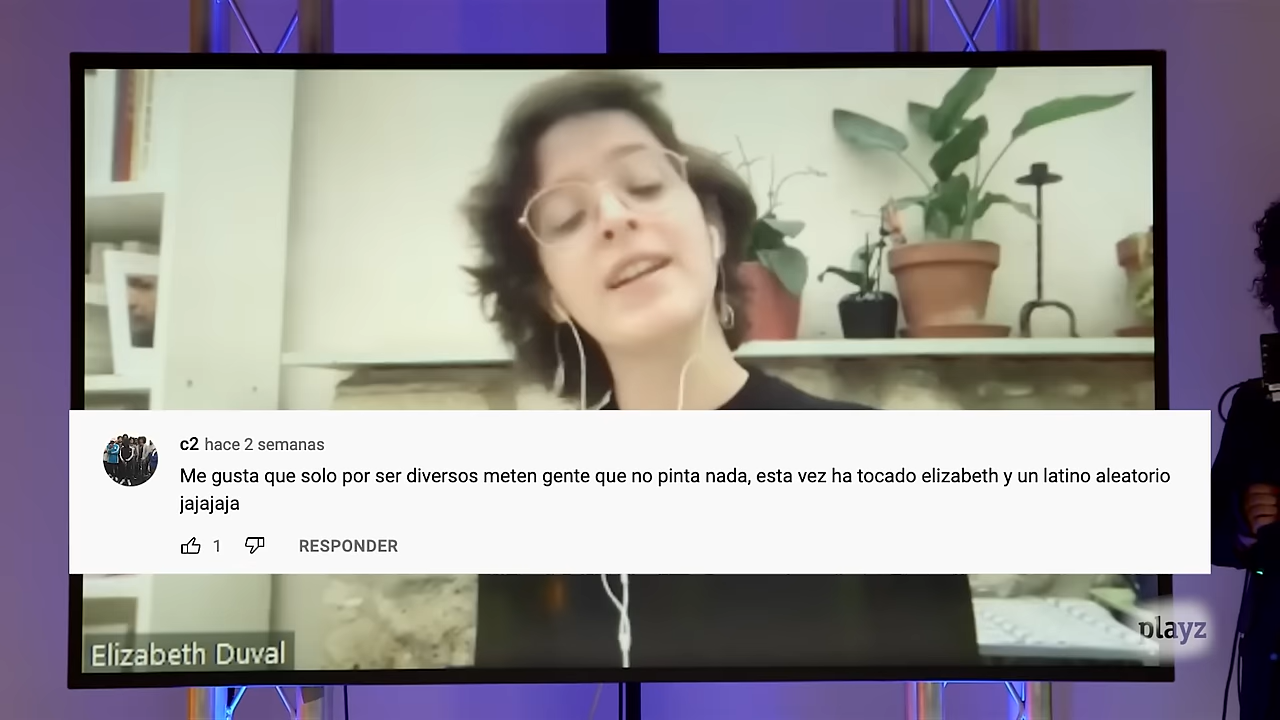 c2 hace 2 semanas
Me gusta que solo por ser diversos meten gente que no pinta nada, esta vez ha tocado elizabeth y un latino aleatorio
jajajaja
1 RESPONDER
Elizabeth Duval
playz